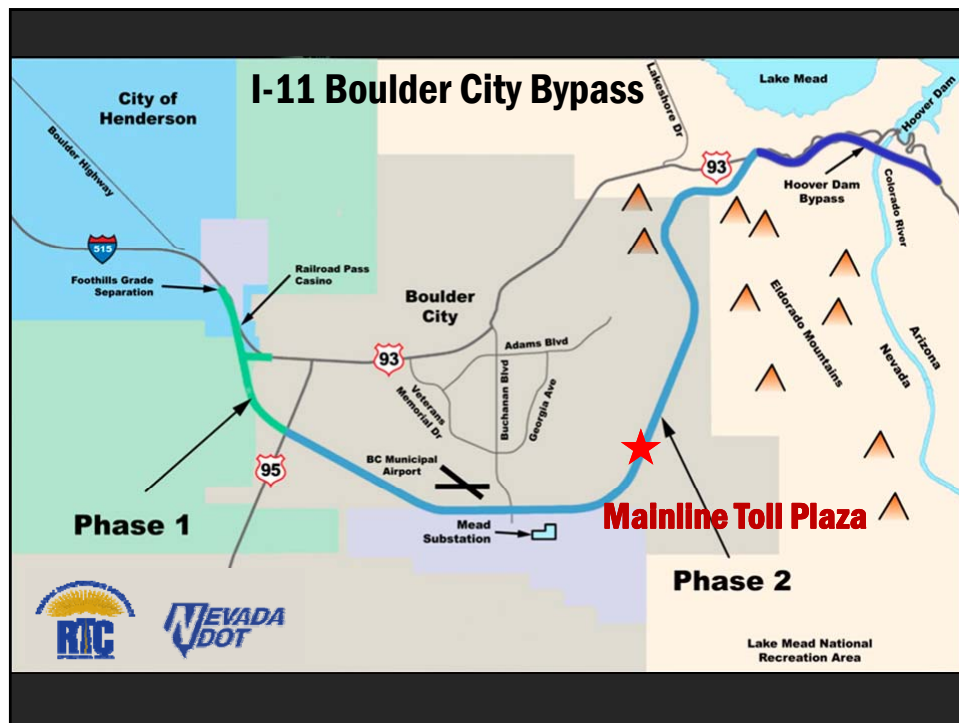 I-11 Boulder City Bypass
City of
Henderson
Boulder Highway
Lakeshore Dr
Lake Mead
Hoover Dam
93
Hoover Dam
Bypass
Colorado River
515
Foothills Grade
Separation
Railroad Pass
Casino
Boulder
City
Eldorado Mountains
Arizona
Nevada
93
Adams Blvd
Buchanan Blvd
Georgia Ave
Veterans
Memorial Dr
95
BC Municipal
Airport
Phase 1
Mead
Substation
Mainline Toll Plaza
Phase 2
RTC
NEVADA
DOT
Lake Mead National
Recreation Area